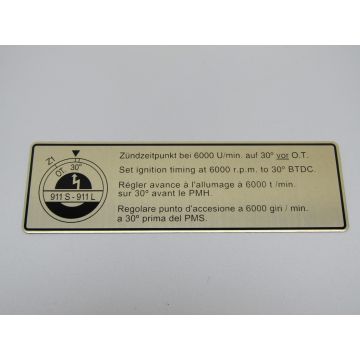 Z1
OT 30°
911 S - 911 L
Zündzeitpunkt bei 6000 U/min. auf 30° vor O.T.
Set ignition timing at 6000 r.p.m. to 30° BTDC.
Régler avance à l'allumage à 6000 t /min.
sur 30° avant le PMH.
Regolare punto d'accesione a 6000 giri / min.
a 30° prima del PMS.